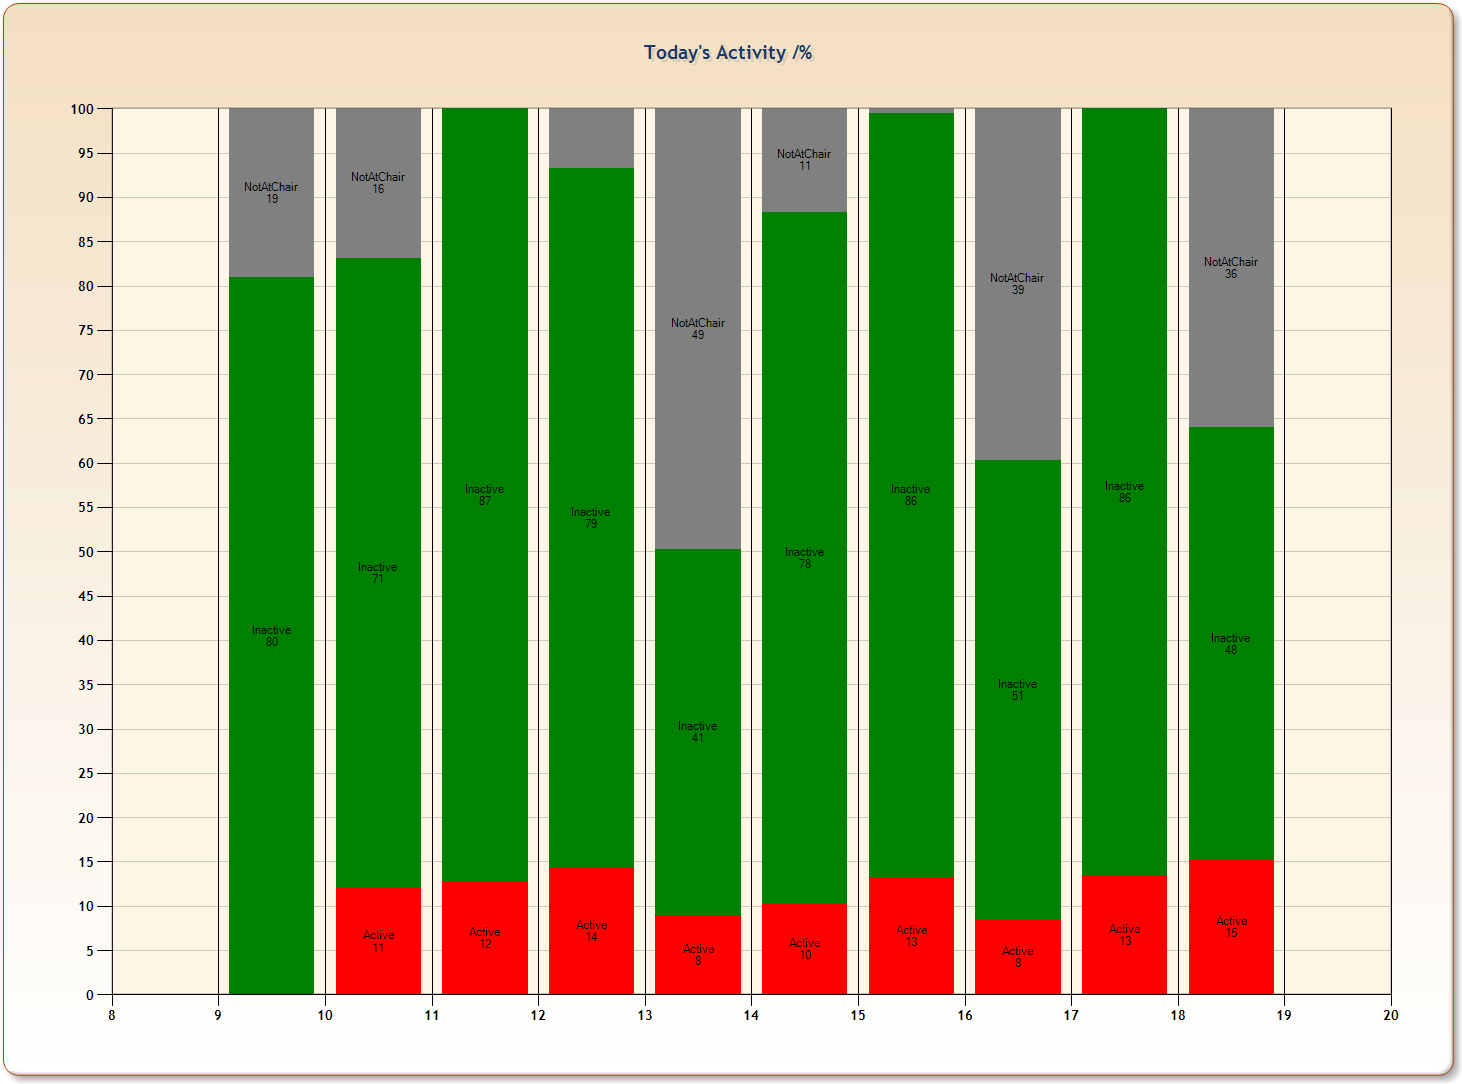 Today's Activity /%
100
95
90
85
80
75
70
65
60
55
50
45
40
35
30
25
20
15
10
5
0
NotAtChair
19
Inactive
80
NotAtChair
16
Inactive
71
Active
11
Inactive
87
Active
12
Inactive
79
Active
14
NotAtChair
49
Inactive
41
Active
8
NotAtChair
11
Inactive
78
Active
10
Inactive
86
Active
13
NotAtChair
39
Inactive
51
Active
8
Inactive
86
Active
13
NotAtChair
36
Inactive
48
Active
15
8 9 10 11 12 13 14 15 16 17 18 19 20